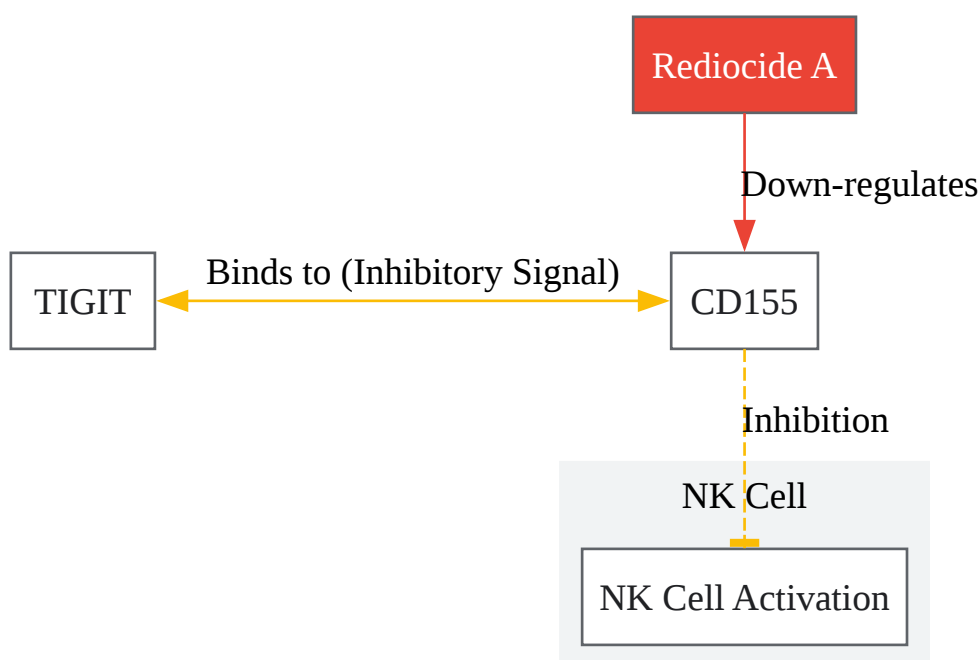 Rediocide A
Down-regulates
Binds to (Inhibitory Signal)
TIGIT
CD155
Inhibition
NK Cell
NK Cell Activation